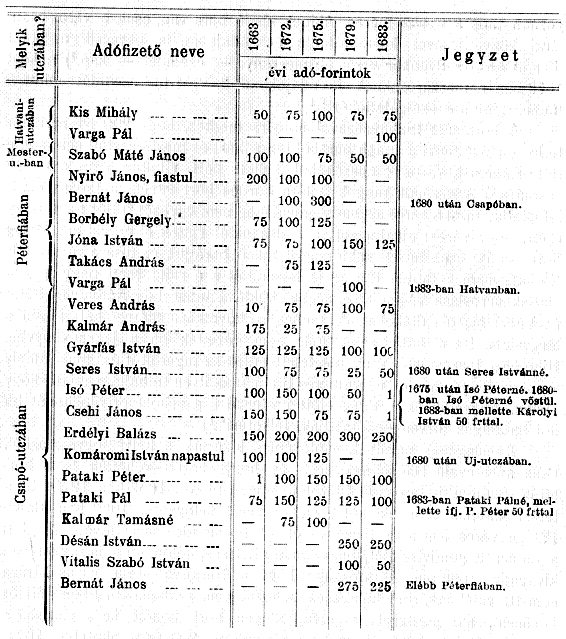 Melyik utczában?
Adófizető neve
1663 1672. 1675. 1679. 1683.
évi adó-forintok
Jegyzet
Hatvani-utczában
Kis Mihály 50 75 100 75 75
Varga Pál — — — — 100
Mester-u.-ban
Szabó Máté János 100 100 75 50 50
Péterfiában
Nyirő János, fiastul 200 100 100 — —
Bernát János — 100 300 — — 1680 után Csapóban.
Borbély Gergely 75 100 125 — —
Jóna István 75 75 100 150 125
Takács András — 75 125 — —
Varga Pál — — — 100 — 1683-ban Hatvanban.
Csapó-utczában
Veres András 10 75 75 100 75
Kalmár András 175 25 75 — —
Gyárfás István 125 125 125 100 100
Seres István 100 75 75 25 50 1680 után Seres Istvánné.
Isó Péter 100 150 100 50 1 1675 után Isó Péterné. 1680-ban Isó Péterné vőstül.
Csehi János 150 150 75 75 1 1683-ban mellette Károlyi István 50 frttal.
Erdélyi Balázs 150 200 200 300 250
Komáromi István napastul 100 100 125 — — 1680 után Uj-utczában.
Pataki Péter 1 100 150 150 100
Pataki Pál 75 150 125 125 100 1683-ban Pataki Pálné, mellette ifj. P. Péter 50 frttal
Kalmár Tamásné — 75 100 — —
Désán István — — — 250 250
Vitalis Szabó István — — — 100 50
Bernát János — — — 275 225 Elébb Péterfiában.